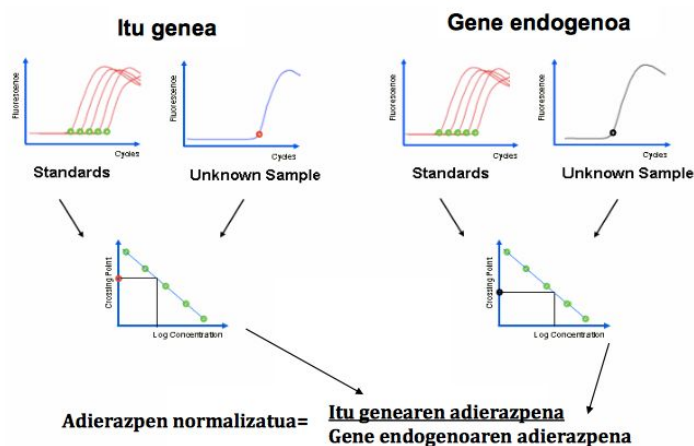 Itu genea
Gene endogenoa
Fluorescence
Cycles
Standards
Fluorescence
Cycles
Unknown Sample
Fluorescence
Cycles
Standards
Fluorescence
Cycles
Unknown Sample
Crossing Point
Log Concentration
Crossing Point
Log Concentration
Adierazpen normalizatua= Itu genearen adierazpena
Gene endogenoaren adierazpena